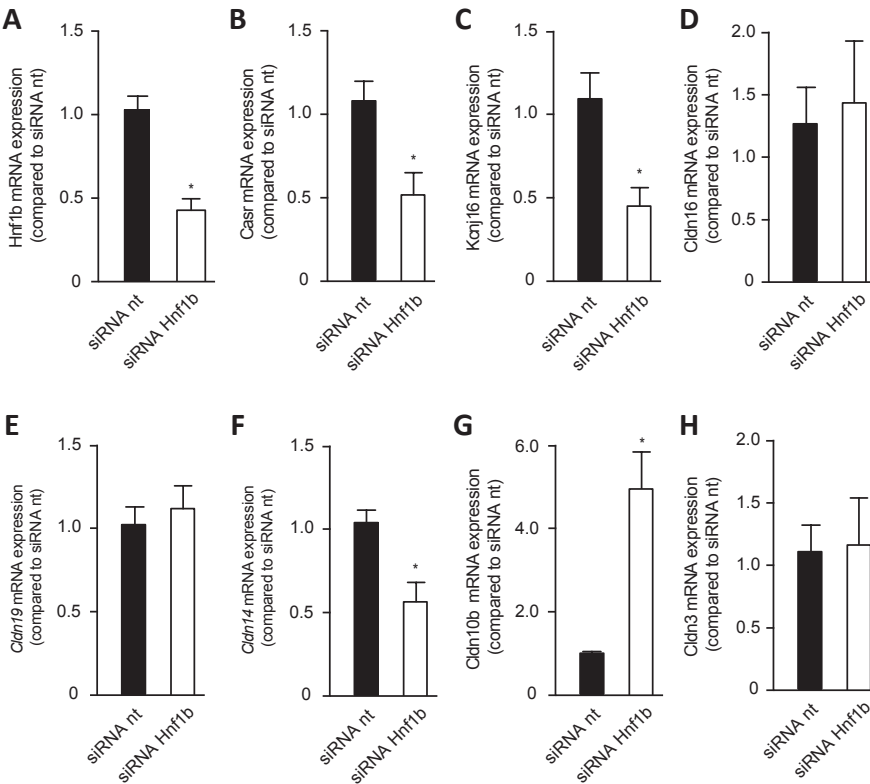 A
Hnf1b mRNA expression
(compared to siRNA nt)
1.5
1.0
0.5
0
*
siRNA nt
siRNA Hnf1b
B
Casr mRNA expression
(compared to siRNA nt)
1.5
1.0
0.5
0
*
siRNA nt
siRNA Hnf1b
C
Kcnj16 mRNA expression
(compared to siRNA nt)
1.5
1.0
0.5
0
*
siRNA nt
siRNA Hnf1b
D
Cldn16 mRNA expression
(compared to siRNA nt)
2.0
1.5
1.0
1.5
0
siRNA nt
siRNA Hnf1b
E
Cldn19 mRNA expression
(compared to siRNA nt)
1.5
1.0
0.5
0
siRNA nt
siRNA Hnf1b
F
Cldn14 mRNA expression
(compared to siRNA nt)
1.5
1.0
0.5
0
*
siRNA nt
siRNA Hnf1b
G
Cldn10b mRNA expression
(compared to siRNA nt)
6.0
4.0
2.0
0
*
siRNA nt
siRNA Hnf1b
H
Cldn3 mRNA expression
(compared to siRNA nt)
2.0
1.5
1.0
1.5
0
siRNA nt
siRNA Hnf1b